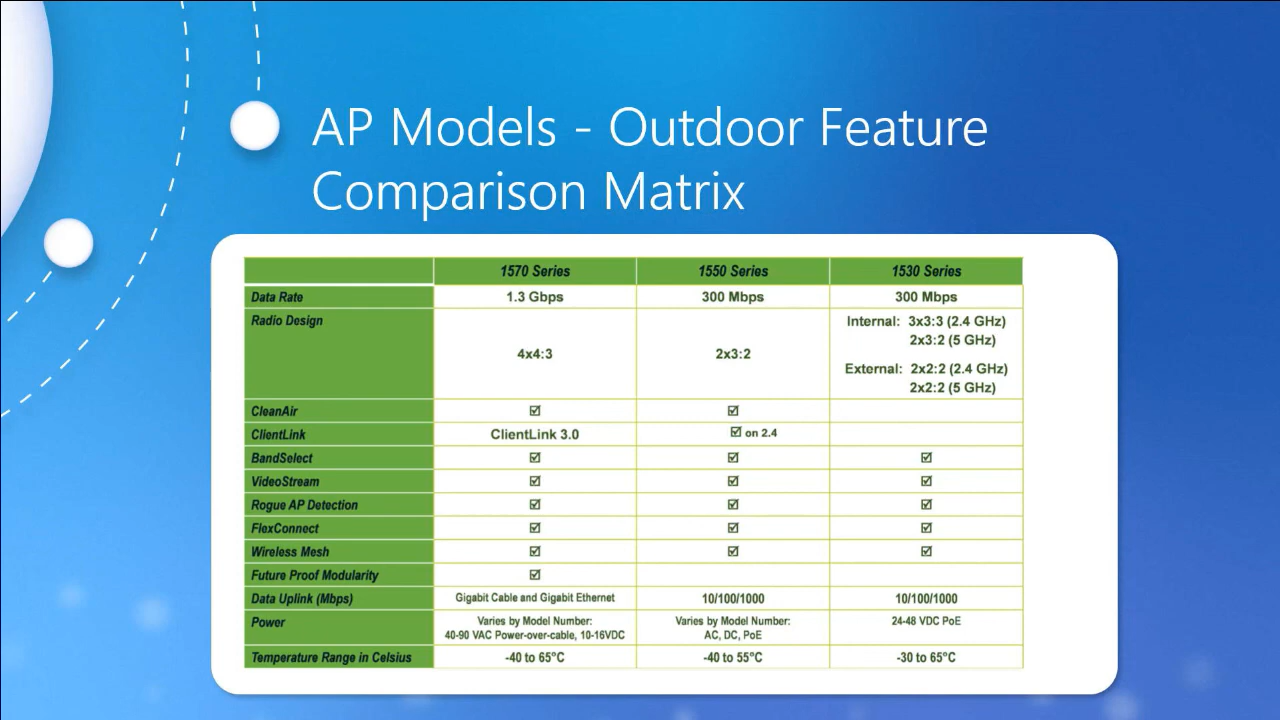 AP Models - Outdoor Feature
Comparison Matrix
1570 Series 1550 Series 1530 Series
Data Rate 1.3 Gbps 300 Mbps 300 Mbps
Radio Design 4x4:3 2x3:2 Internal: 3x3:3 (2.4 GHz)
2x3:2 (5 GHz)
External: 2x2:2 (2.4 GHz)
2x2:2 (5 GHz)
CleanAir ☑ ☑
ClientLink ClientLink 3.0 ☑ on 2.4
BandSelect ☑ ☑ ☑
VideoStream ☑ ☑ ☑
Rogue AP Detection ☑ ☑ ☑
FlexConnect ☑ ☑ ☑
Wireless Mesh ☑ ☑ ☑
Future Proof Modularity ☑
Data Uplink (Mbps) Gigabit Cable and Gigabit Ethernet 10/100/1000 10/100/1000
Power Varies by Model Number: Varies by Model Number: 24-48 VDC PoE
40-90 VAC Power-over-cable, 10-16VDC AC, DC, PoE
Temperature Range in Celsius -40 to 65°C -40 to 55°C -30 to 65°C